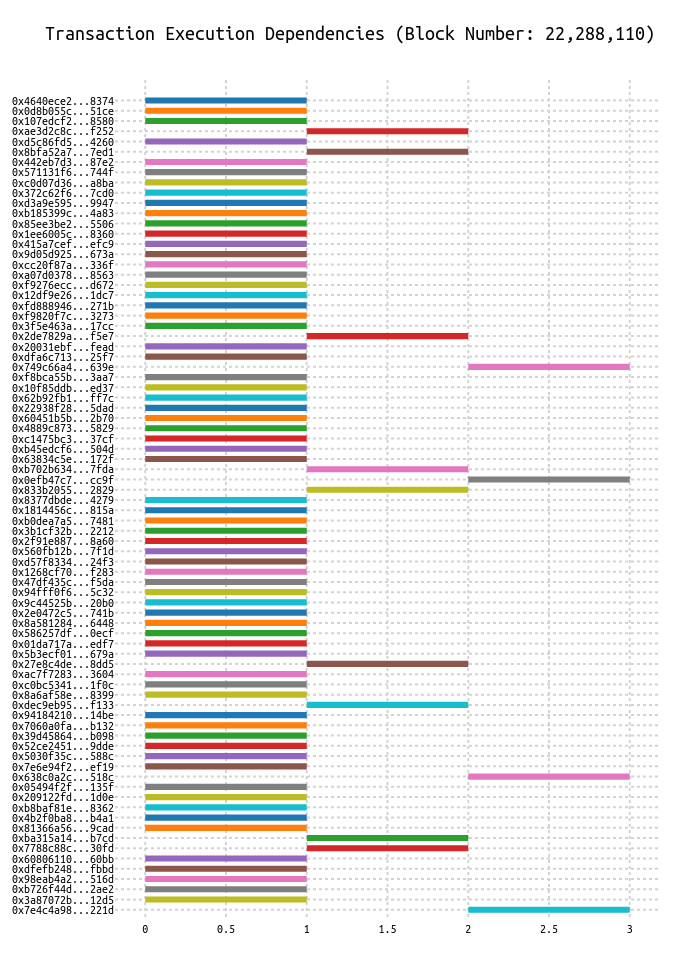 Transaction Execution Dependencies (Block Number: 22,288,110)
0x4640ece2...8374
0x0d8b055c...51ce
0x107edcf2...8580
0xae3d2c8c...f252
0xd5c86fd5...4260
0x8bfa52a7...7ed1
0x442eb7d3...87e2
0x571131f6...744f
0xc0d07d36...a8ba
0x372c62f6...7cd0
0xd3a9e595...9947
0xb185399c...4a83
0x85ee3be2...5506
0x1ee6005c...8360
0x415a7cef...efc9
0x9d05d925...673a
0xcc20f87a...336f
0xa07d0378...8563
0xf9276ecc...d672
0x12df9e26...1dc7
0xfd888946...271b
0xf9820f7c...3273
0x3f5e463a...17cc
0x2de7829a...f5e7
0x20031ebf...fead
0xdfa6c713...25f7
0x749c66a4...639e
0xf8bca55b...3aa7
0x10f85ddb...ed37
0x62b92fb1...ff7c
0x22938f28...5dad
0x60451b5b...2b70
0x4889c873...5829
0xc1475bc3...37cf
0xb45edcf6...504d
0x63834c5e...172f
0xb702b634...7fda
0x0efb47c7...cc9f
0x833b2055...2829
0x8377dbde...4279
0x1814456c...815a
0xb0dea7a5...7481
0x3b1cf32b...2212
0x2f91e887...8a60
0x560fb12b...7f1d
0xd57f8334...24f3
0x1268cf70...f283
0x47df435c...f5da
0x94fff0f6...5c32
0x9c44525b...20b0
0x2e0472c5...741b
0x8a581284...6448
0x586257df...0ecf
0x01da717a...edf7
0x5b3ecf01...679a
0x27e8c4de...8dd5
0xac7f7283...3604
0xc0bc5341...1f0c
0x8a6af58e...8399
0xdec9eb95...f133
0x94184210...14be
0x7060a0fa...b132
0x39d45864...b098
0x52ce2451...9dde
0x5030f35c...588c
0x7e6e94f2...ef19
0x638c0a2c...518c
0x05494f2f...135f
0x209122fd...1d0e
0xb8baf81e...8362
0x4b2f0ba8...b4a1
0x81366a56...9cad
0xba315a14...b7cd
0x7788c88c...30fd
0x60806110...60bb
0xdfefb248...fbbd
0x98eab4a2...516d
0xb726f44d...2ae2
0x3a87072b...12d5
0x7e4c4a98...221d
0 0.5 1 1.5 2 2.5 3